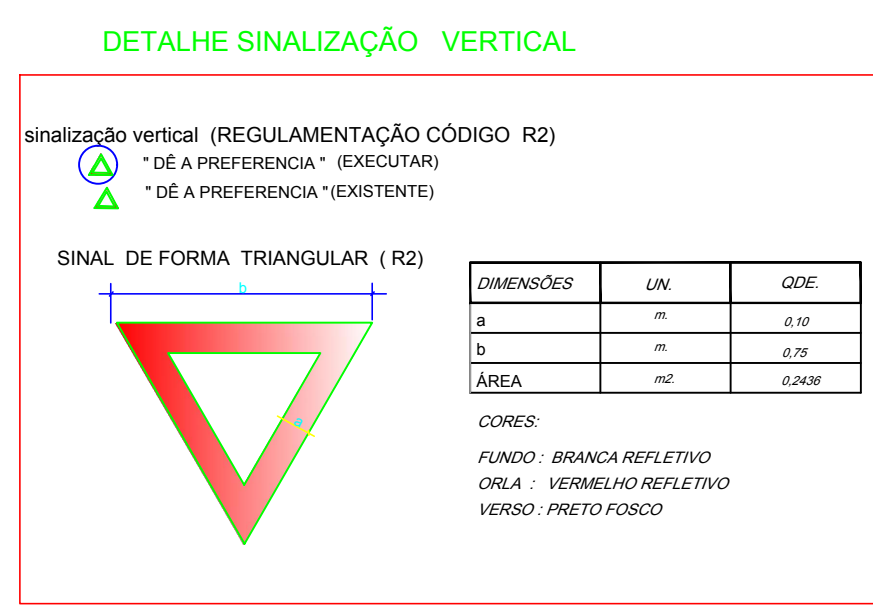 DETALHE SINALIZAÇÃO VERTICAL
sinalização vertical (REGULAMENTAÇÃO CÓDIGO R2)
" DÊ A PREFERENCIA " (EXECUTAR)
" DÊ A PREFERENCIA " (EXISTENTE)
SINAL DE FORMA TRIANGULAR ( R2)
b
a
DIMENSÕES UN. QDE.
a m. 0,10
b m. 0,75
ÁREA m2. 0,2436
CORES:
FUNDO : BRANCA REFLETIVO
ORLA : VERMELHO REFLETIVO
VERSO : PRETO FOSCO